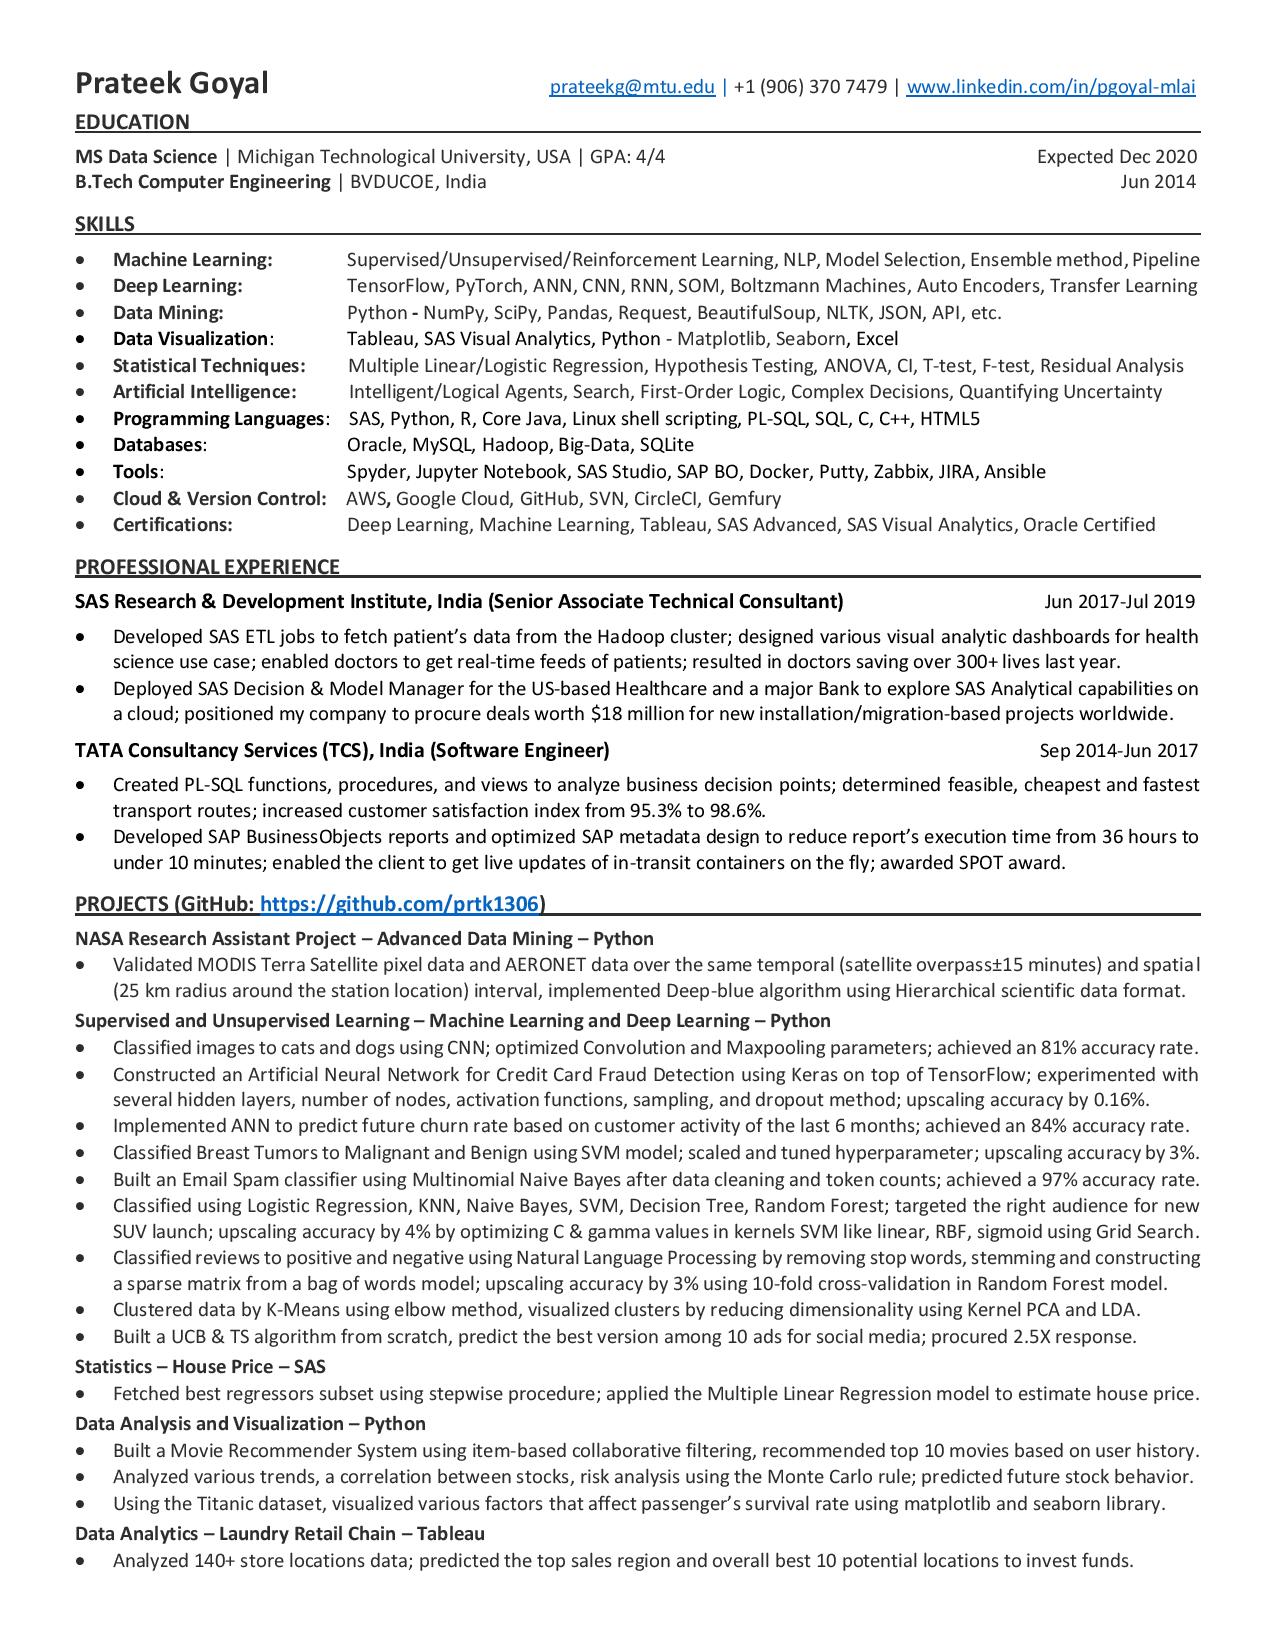 Prateek Goyal prateekg@mtu.edu | +1 (906) 370 7479 | www.linkedin.com/in/pgoyal-mlai
EDUCATION
MS Data Science | Michigan Technological University, USA | GPA: 4/4 Expected Dec 2020
B.Tech Computer Engineering | BVDUCOE, India Jun 2014
SKILLS
• Machine Learning: Supervised/Unsupervised/Reinforcement Learning, NLP, Model Selection, Ensemble method, Pipeline
• Deep Learning: TensorFlow, PyTorch, ANN, CNN, RNN, SOM, Boltzmann Machines, Auto Encoders, Transfer Learning
• Data Mining: Python - NumPy, SciPy, Pandas, Request, BeautifulSoup, NLTK, JSON, API, etc.
• Data Visualization: Tableau, SAS Visual Analytics, Python - Matplotlib, Seaborn, Excel
• Statistical Techniques: Multiple Linear/Logistic Regression, Hypothesis Testing, ANOVA, CI, T-test, F-test, Residual Analysis
• Artificial Intelligence: Intelligent/Logical Agents, Search, First-Order Logic, Complex Decisions, Quantifying Uncertainty
• Programming Languages: SAS, Python, R, Core Java, Linux shell scripting, PL-SQL, SQL, C, C++, HTML5
• Databases: Oracle, MySQL, Hadoop, Big-Data, SQLite
• Tools: Spyder, Jupyter Notebook, SAS Studio, SAP BO, Docker, Putty, Zabbix, JIRA, Ansible
• Cloud & Version Control: AWS, Google Cloud, GitHub, SVN, CircleCI, Gemfury
• Certifications: Deep Learning, Machine Learning, Tableau, SAS Advanced, SAS Visual Analytics, Oracle Certified
PROFESSIONAL EXPERIENCE
SAS Research & Development Institute, India (Senior Associate Technical Consultant) Jun 2017-Jul 2019
• Developed SAS ETL jobs to fetch patient's data from the Hadoop cluster; designed various visual analytic dashboards for health
science use case; enabled doctors to get real-time feeds of patients; resulted in doctors saving over 300+ lives last year.
• Deployed SAS Decision & Model Manager for the US-based Healthcare and a major Bank to explore SAS Analytical capabilities on
a cloud; positioned my company to procure deals worth $18 million for new installation/migration-based projects worldwide.
TATA Consultancy Services (TCS), India (Software Engineer) Sep 2014-Jun 2017
• Created PL-SQL functions, procedures, and views to analyze business decision points; determined feasible, cheapest and fastest
transport routes; increased customer satisfaction index from 95.3% to 98.6%.
• Developed SAP BusinessObjects reports and optimized SAP metadata design to reduce report's execution time from 36 hours to
under 10 minutes; enabled the client to get live updates of in-transit containers on the fly; awarded SPOT award.
PROJECTS (GitHub: https://github.com/prtk1306)
NASA Research Assistant Project – Advanced Data Mining – Python
• Validated MODIS Terra Satellite pixel data and AERONET data over the same temporal (satellite overpass±15 minutes) and spatial
(25 km radius around the station location) interval, implemented Deep-blue algorithm using Hierarchical scientific data format.
Supervised and Unsupervised Learning – Machine Learning and Deep Learning – Python
• Classified images to cats and dogs using CNN; optimized Convolution and Maxpooling parameters; achieved an 81% accuracy rate.
• Constructed an Artificial Neural Network for Credit Card Fraud Detection using Keras on top of TensorFlow; experimented with
several hidden layers, number of nodes, activation functions, sampling, and dropout method; upscaling accuracy by 0.16%.
• Implemented ANN to predict future churn rate based on customer activity of the last 6 months; achieved an 84% accuracy rate.
• Classified Breast Tumors to Malignant and Benign using SVM model; scaled and tuned hyperparameter; upscaling accuracy by 3%.
• Built an Email Spam classifier using Multinomial Naive Bayes after data cleaning and token counts; achieved a 97% accuracy rate.
• Classified using Logistic Regression, KNN, Naive Bayes, SVM, Decision Tree, Random Forest; targeted the right audience for new
SUV launch; upscaling accuracy by 4% by optimizing C & gamma values in kernels SVM like linear, RBF, sigmoid using Grid Search.
• Classified reviews to positive and negative using Natural Language Processing by removing stop words, stemming and constructing
a sparse matrix from a bag of words model; upscaling accuracy by 3% using 10-fold cross-validation in Random Forest model.
• Clustered data by K-Means using elbow method, visualized clusters by reducing dimensionality using Kernel PCA and LDA.
• Built a UCB & TS algorithm from scratch, predict the best version among 10 ads for social media; procured 2.5X response.
Statistics – House Price – SAS
• Fetched best regressors subset using stepwise procedure; applied the Multiple Linear Regression model to estimate house price.
Data Analysis and Visualization – Python
• Built a Movie Recommender System using item-based collaborative filtering, recommended top 10 movies based on user history.
• Analyzed various trends, a correlation between stocks, risk analysis using the Monte Carlo rule; predicted future stock behavior.
• Using the Titanic dataset, visualized various factors that affect passenger's survival rate using matplotlib and seaborn library.
Data Analytics – Laundry Retail Chain – Tableau
• Analyzed 140+ store locations data; predicted the top sales region and overall best 10 potential locations to invest funds.